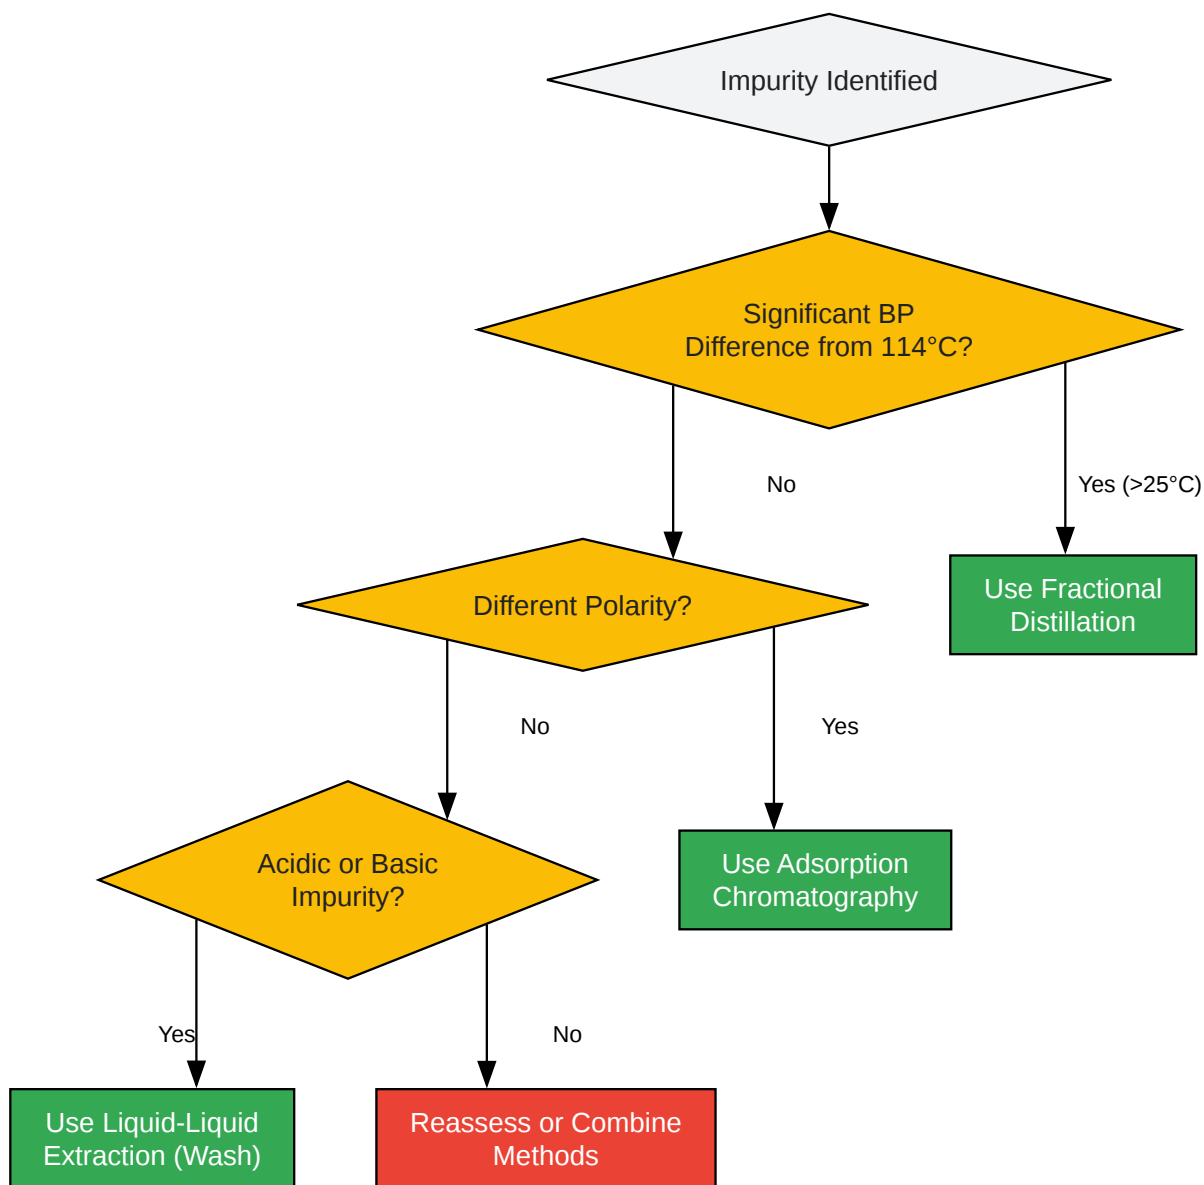 Impurity Identified
Significant BP
Difference from 114°C?
No
Yes (>25°C)
Different Polarity?
Use Fractional
Distillation
No
Yes
Acidic or Basic
Impurity?
Use Adsorption
Chromatography
Yes
No
Use Liquid-Liquid
Extraction (Wash)
Reassess or Combine
Methods